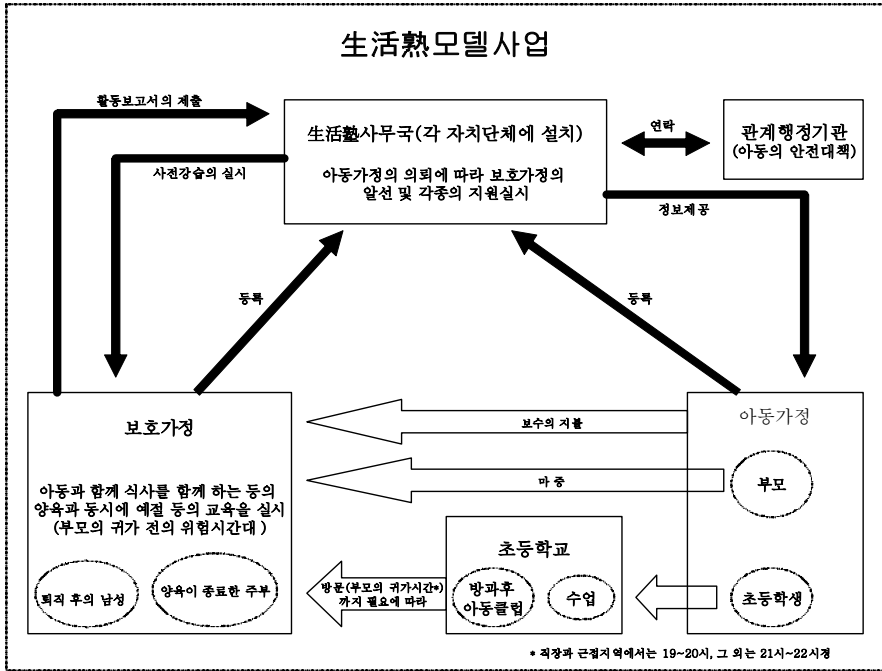 生活熟모델사업
활동보고서의 제출
사전강습의 실시
生活塾사무국(각 자치단체에 설치)
아동가정의 의뢰에 따라 보호가정의
알선 및 각종의 지원실시
연락
관계행정기관
(아동의 안전대책)
정보제공
등록
등록
보호가정
아동과 함께 식사를 함께 하는 등의
양육과 동시에 예절 등의 교육을 실시
(부모의 귀가 전의 위험시간대)
퇴직 후의 남성
양육이 종료한 주부
보수의 지불
마중
방문(부모의 귀가시간*)
까지 필요에 따라
초등학교
방과후
아동클럽
수업
아동가정
부모
초등학생
* 직장과 근접지역에서는 19~20시, 그 외는 21시~22시경